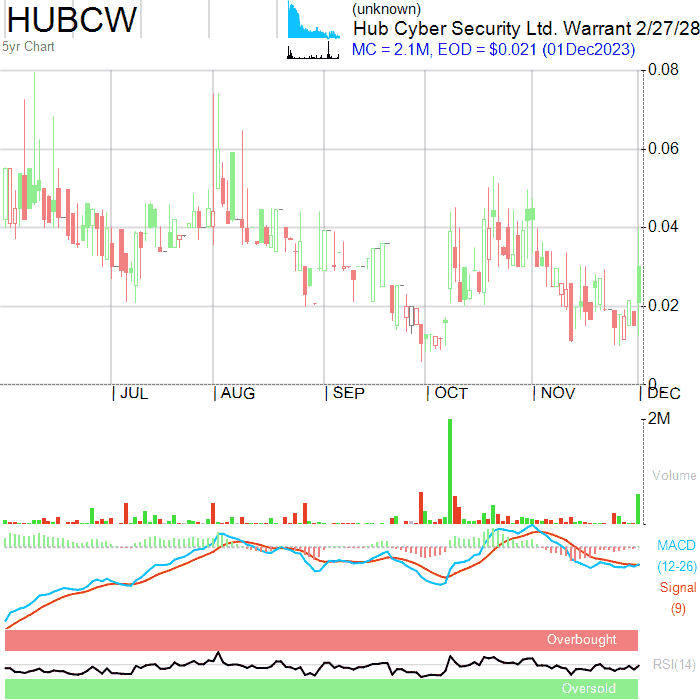 HUBCW
5yr Chart
(unknown)
Hub Cyber Security Ltd. Warrant 2/27/28
MC = 2.1M, EOD = $0.021 (01Dec2023)
0.08
0.06
0.04
0.02
0
JUL AUG SEP OCT NOV DEC
2M
Volume
MACD
(12-26)
Signal
(9)
Overbought
RSI(14)
Oversold